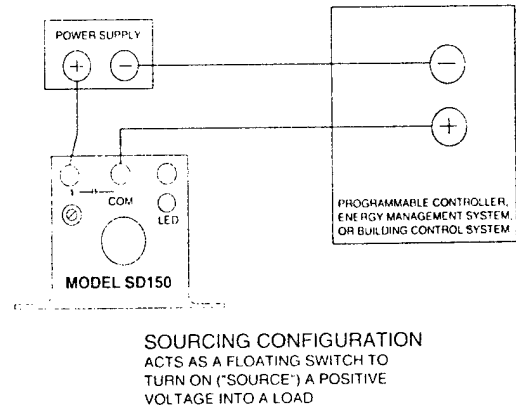 POWER SUPPLY
+ −
−
+
COM
LED
MODEL SD150
PROGRAMMABLE CONTROLLER,
ENERGY MANAGEMENT SYSTEM,
OR BUILDING CONTROL SYSTEM
SOURCING CONFIGURATION
ACTS AS A FLOATING SWITCH TO
TURN ON ("SOURCE") A POSITIVE
VOLTAGE INTO A LOAD